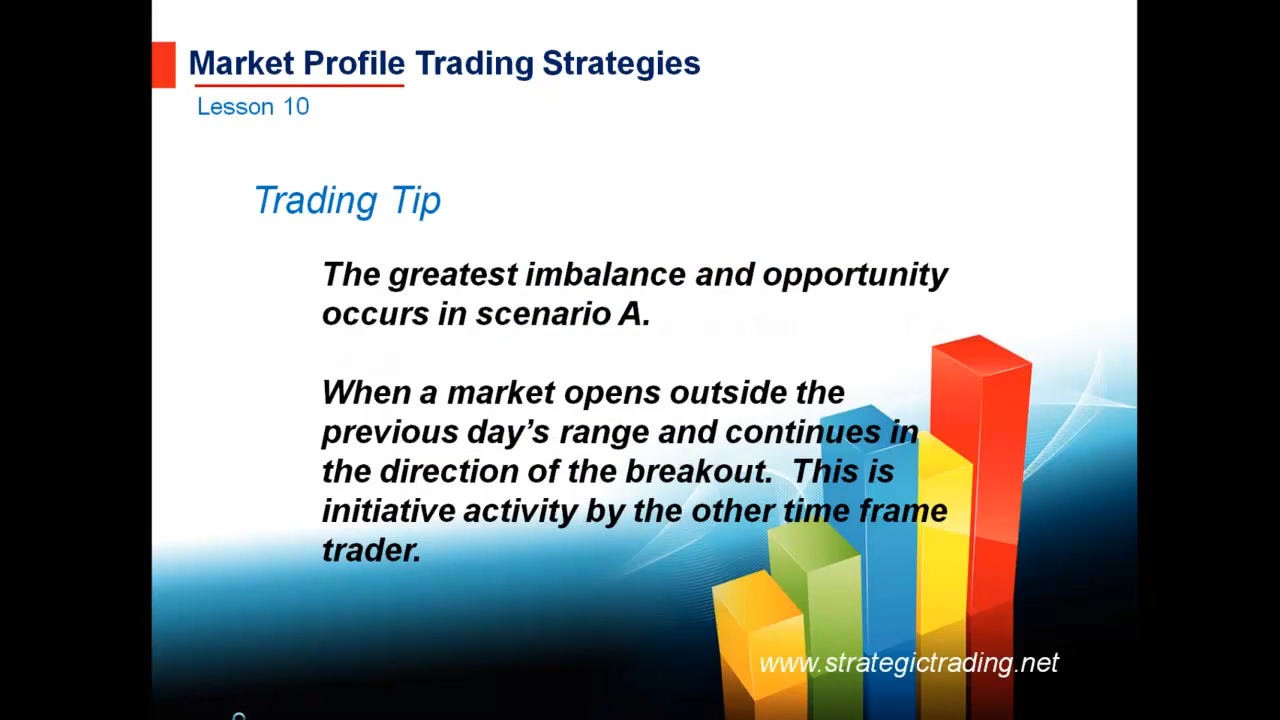 Market Profile Trading Strategies
Lesson 10
Trading Tip
The greatest imbalance and opportunity
occurs in scenario A.
When a market opens outside the
previous day’s range and continues in
the direction of the breakout.  This is
initiative activity by the other time frame
trader.
www.strategictrading.net